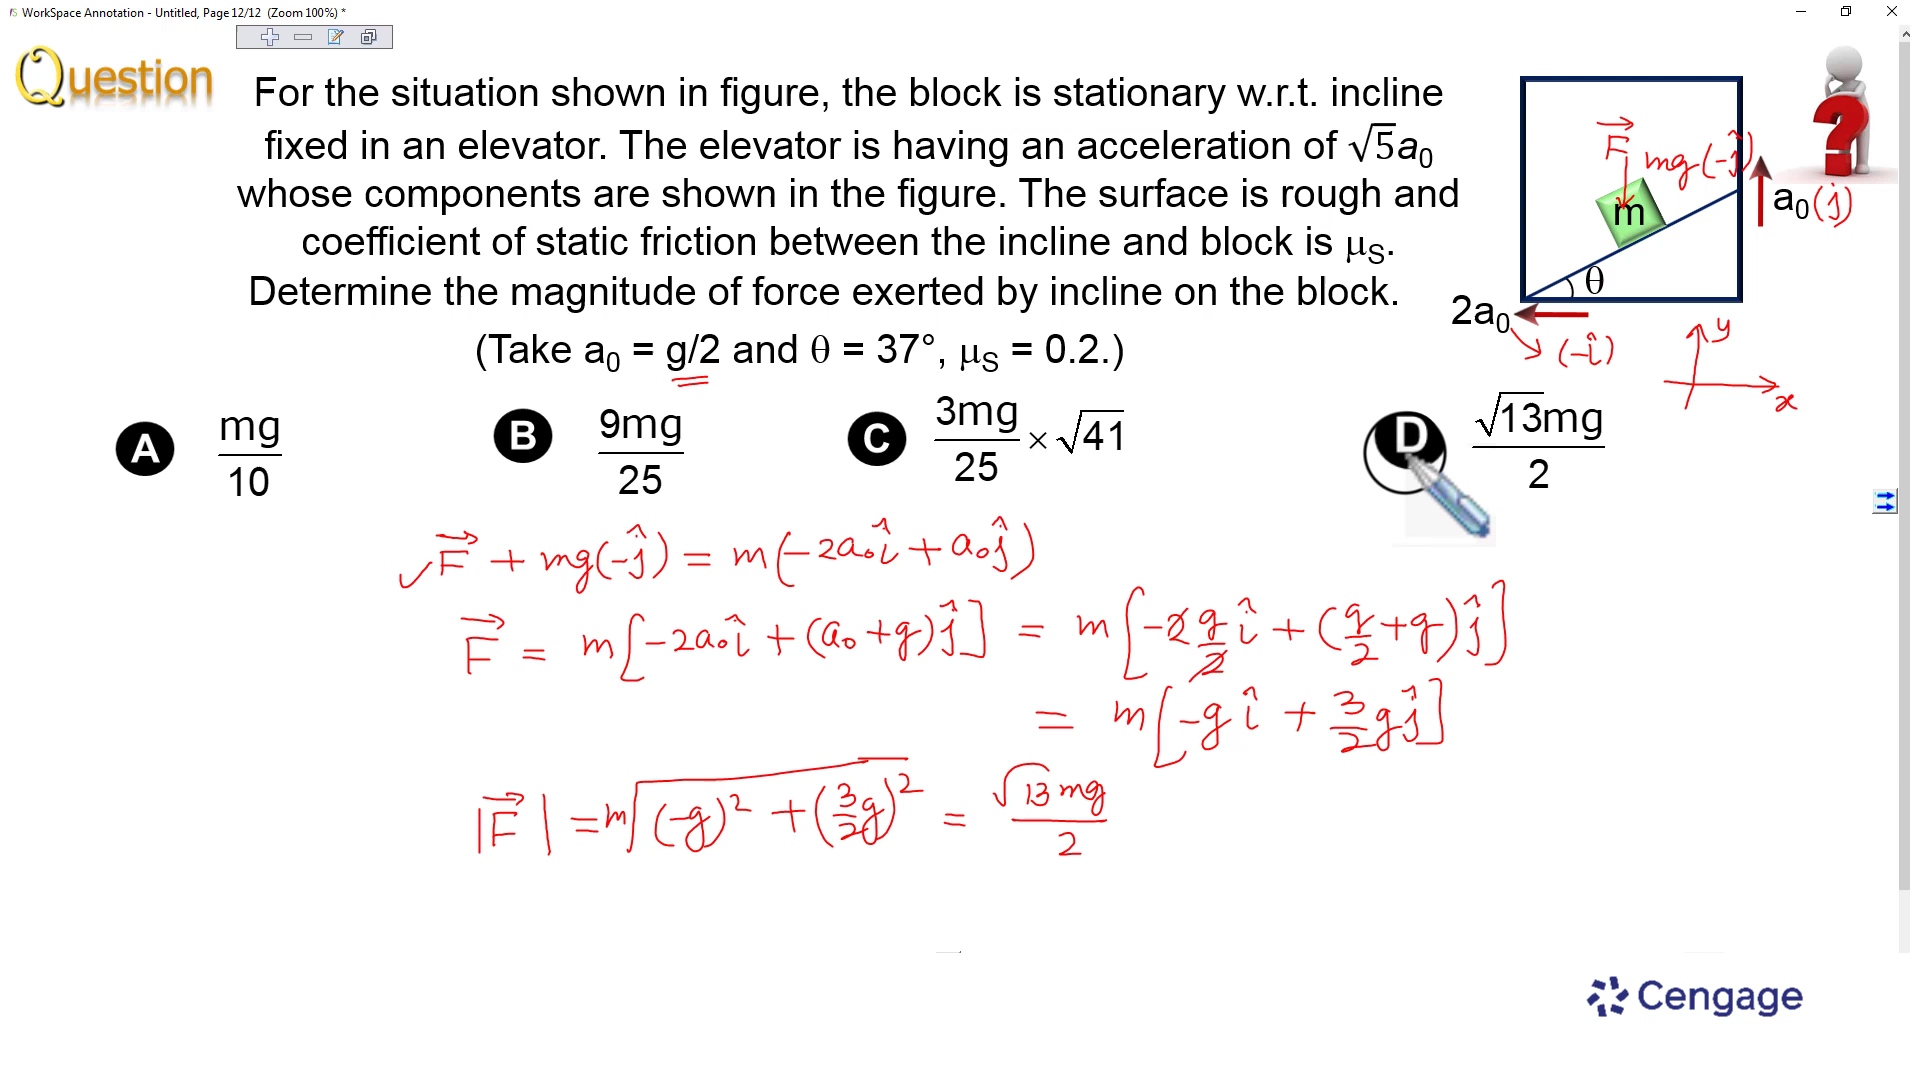 WorkSpace Annotation - Untitled, Page 12/12 (Zoom 100%) *
Question
For the situation shown in figure, the block is stationary w.r.t. incline
fixed in an elevator. The elevator is having an acceleration of √5a₀
whose components are shown in the figure. The surface is rough and
coefficient of static friction between the incline and block is μS.
Determine the magnitude of force exerted by incline on the block.
(Take a₀ = g/2 and θ = 37°, μS = 0.2.)
F⃗
mg(-ĵ)
m
a₀(ĵ)
θ
2a₀
(-î)
y
x
A mg/10
B 9mg/25
C 3mg/25 × √41
D √13mg/2
✓F⃗ + mg(-ĵ) = m(-2a₀î + a₀ĵ)
F⃗ = m[-2a₀î + (a₀+g)ĵ] = m[-2g/2 î + (g/2+g)ĵ]
= m[-gî + 3/2 gĵ]
|F⃗| = m√((-g)² + (3/2 g)²) = √13 mg/2
Cengage